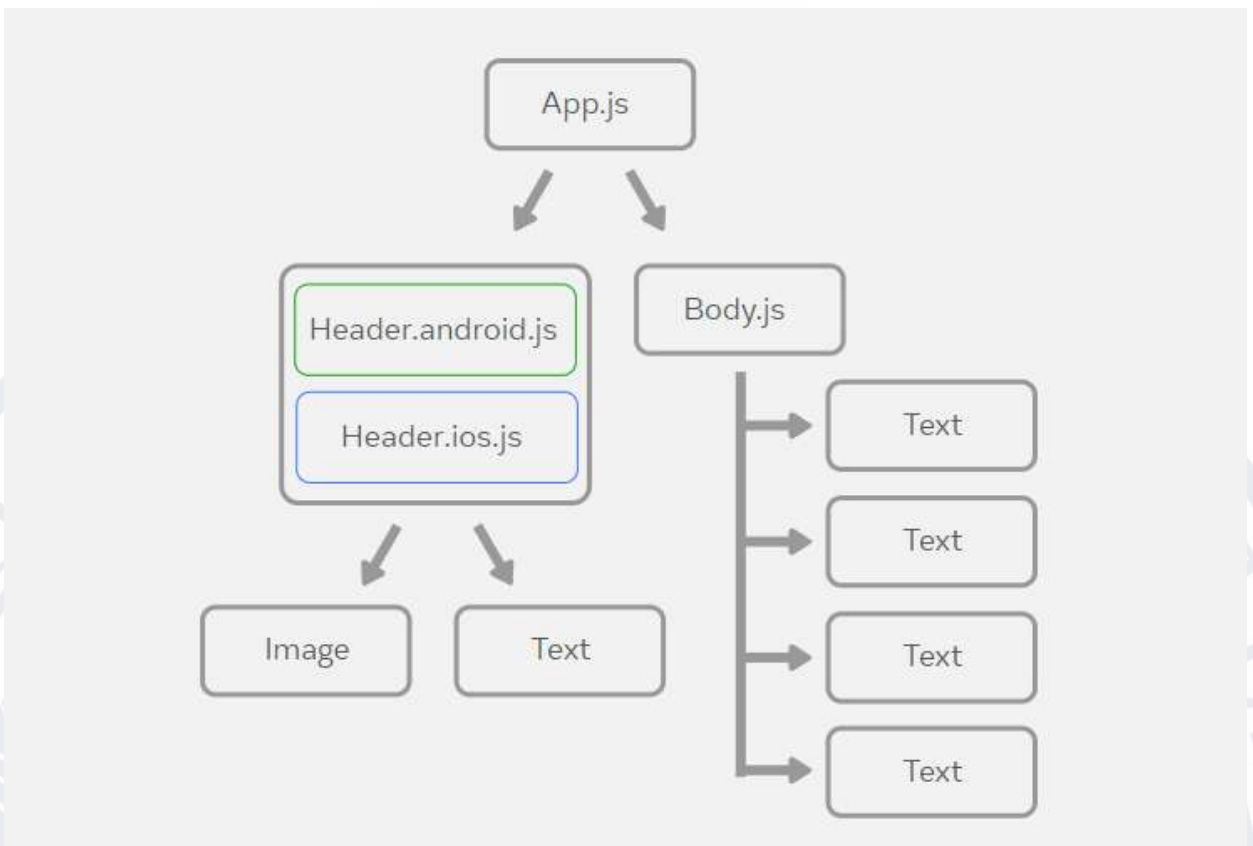 App.js
Header.android.js
Header.ios.js
Body.js
Image
Text
Text
Text
Text
Text